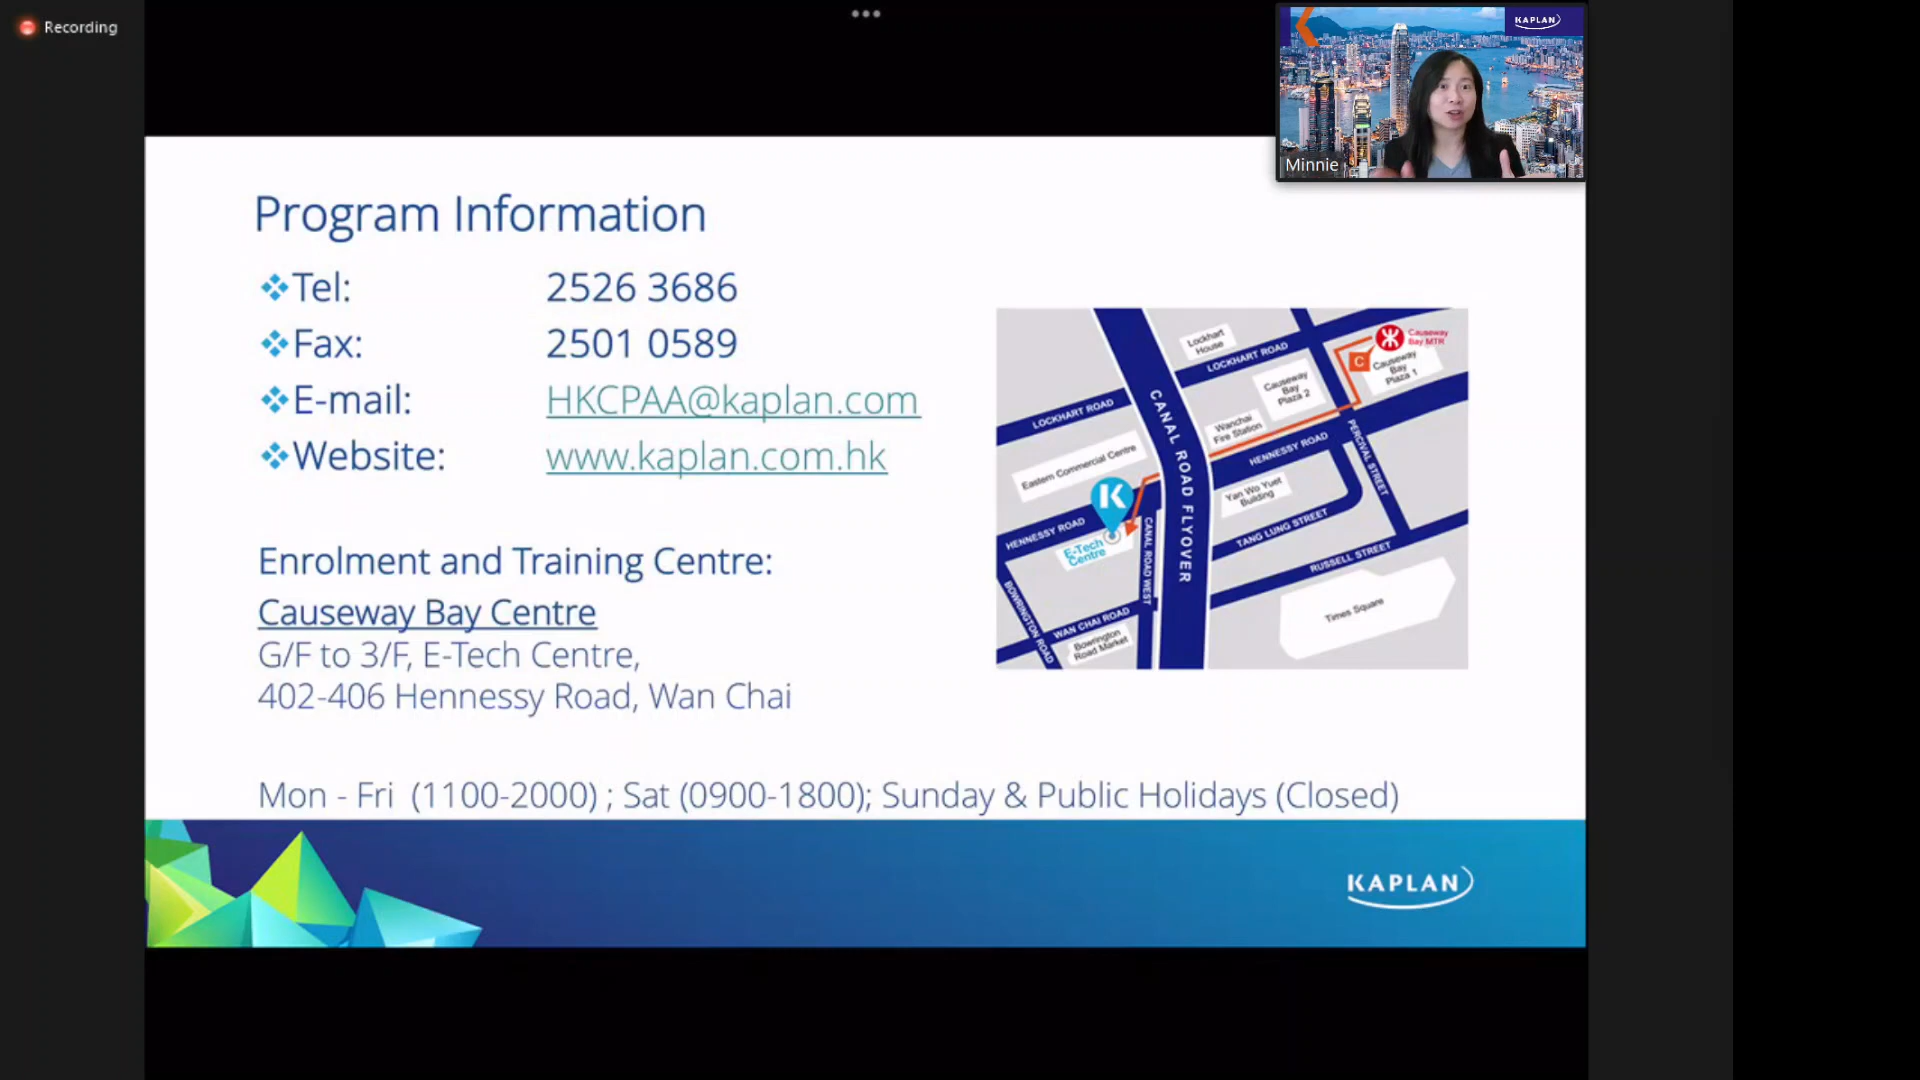 Recording
KAPLAN
Minnie
Program Information
Tel: 2526 3686
Fax: 2501 0589
E-mail: HKCPAA@kaplan.com
Website: www.kaplan.com.hk
Enrolment and Training Centre:
Causeway Bay Centre
G/F to 3/F, E-Tech Centre,
402-406 Hennessy Road, Wan Chai
Mon - Fri (1100-2000) ; Sat (0900-1800); Sunday & Public Holidays (Closed)
Lockhart
House
LOCKHART ROAD
Causeway
Bay MTR
C
Causeway
Bay
Plaza 1
Causeway
Bay
Plaza 2
LOCKHART ROAD
CANAL ROAD FLYOVER
Wanchai
Fire Station
HENNESSY ROAD
PERCIVAL STREET
Eastern Commercial Centre
K
Yan Wo Yuet
Building
HENNESSY ROAD
E-Tech
Centre
CANAL ROAD WEST
TANG LUNG STREET
RUSSELL STREET
BOWRINGTON ROAD
WAN CHAI ROAD
Bowrington
Road Market
Times Square
KAPLAN